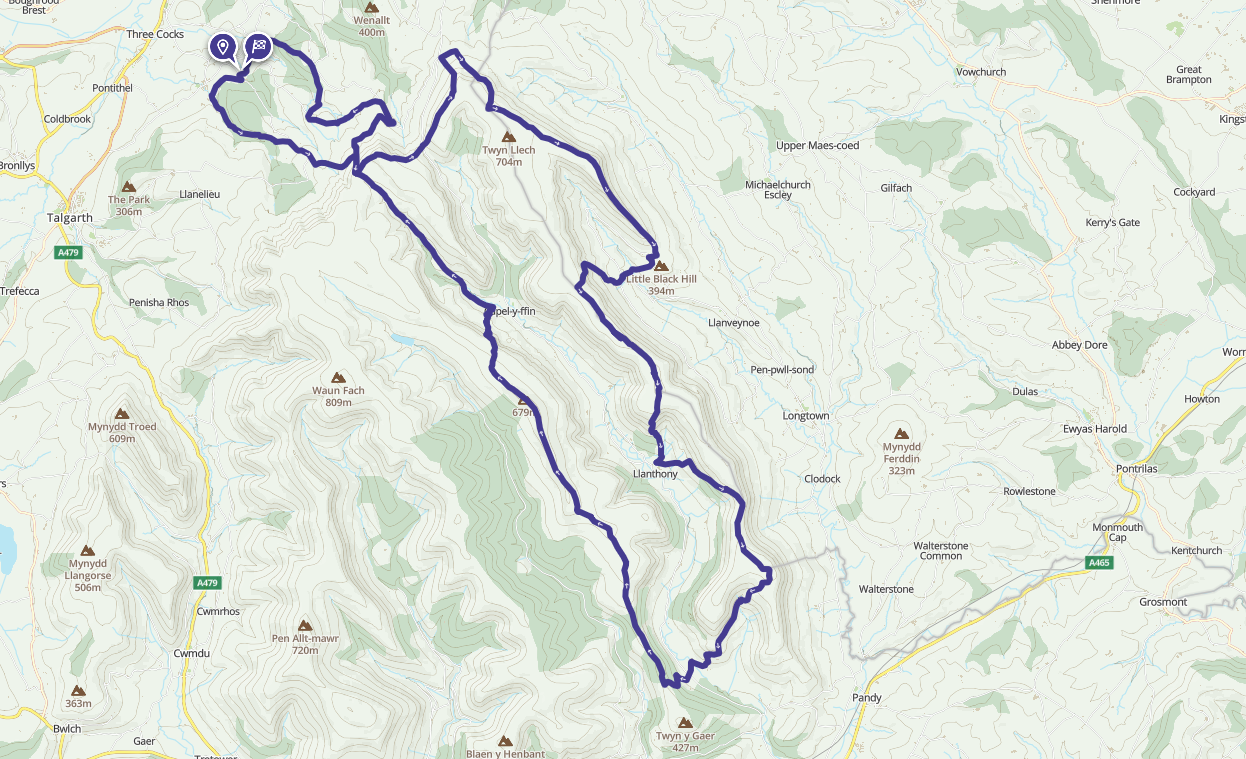 Boughrood
Brest
Wenallt
400m
Three Cocks
Shenmore
Vowchurch
Great
Brampton
Pontithel
Coldbrook
Kings
Twyn Llech
704m
Upper Maes-coed
Bronllys
Michaelchurch
Escley
Gilfach
Cockyard
The Park
306m
Llanelieu
Talgarth
Kerry's Gate
A479
Little Black Hill
394m
Trefecca
Penisha Rhos
apel-y-ffin
Llanveynoe
Abbey Dore
Worr
Waun Fach
809m
Pen-pwll-sond
Dulas
Howton
679m
Mynydd Troed
609m
Longtown
Ewyas Harold
Mynydd
Ferddin
323m
Llanthony
Clodock
Pontrilas
Rowlestone
Monmouth
Cap
Mynydd
Llangorse
506m
Walterstone
Common
Kentchurch
A465
A479
Walterstone
Grosmont
Cwmrhos
Pen Allt-mawr
720m
Cwmdu
363m
Pandy
Bwlch
Gaer
Twyn y Gaer
427m
Blaen y Henbant
Tretower